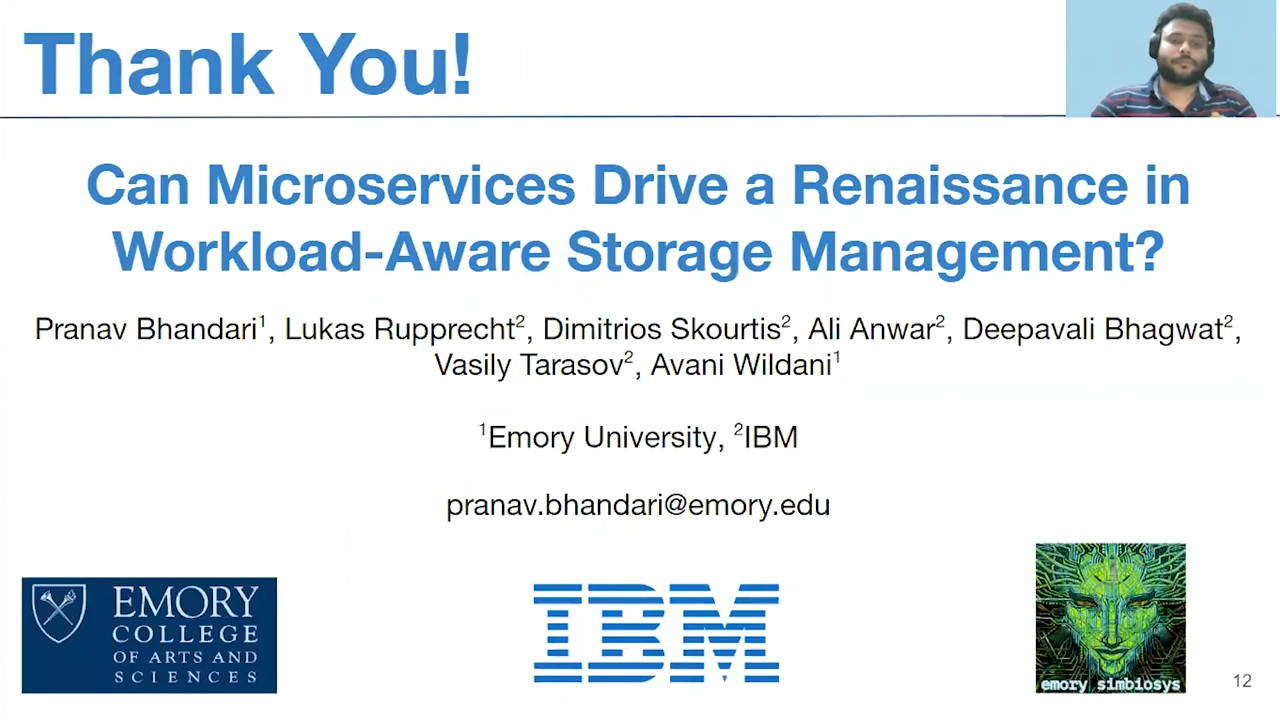 Thank You!
Can Microservices Drive a Renaissance in
Workload-Aware Storage Management?
Pranav Bhandari¹, Lukas Rupprecht², Dimitrios Skourtis², Ali Anwar², Deepavali Bhagwat²,
Vasily Tarasov², Avani Wildani¹
¹Emory University, ²IBM
pranav.bhandari@emory.edu
EMORY
COLLEGE
OF ARTS AND
SCIENCES
IBM
emory simbiosys
12